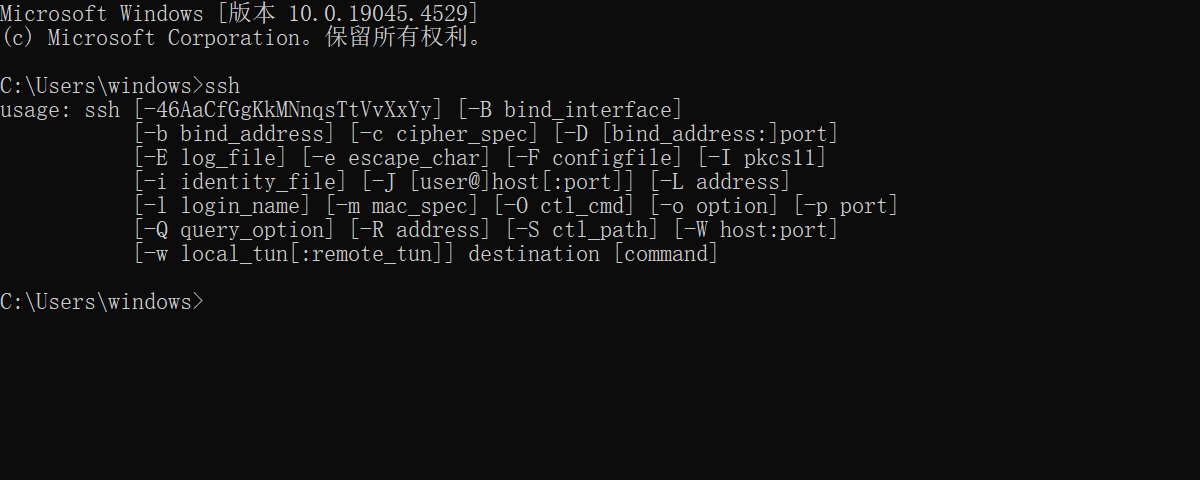 Microsoft Windows [版本 10.0.19045.4529]
(c) Microsoft Corporation。保留所有权利。
C:\Users\windows>ssh
usage: ssh [-46AaCfGgKkMNnqsTtVvXxYy] [-B bind_interface]
[-b bind_address] [-c cipher_spec] [-D [bind_address:]port]
[-E log_file] [-e escape_char] [-F configfile] [-I pkcs11]
[-i identity_file] [-J [user@]host[:port]] [-L address]
[-l login_name] [-m mac_spec] [-O ctl_cmd] [-o option] [-p port]
[-Q query_option] [-R address] [-S ctl_path] [-W host:port]
[-w local_tun[:remote_tun]] destination [command]
C:\Users\windows>